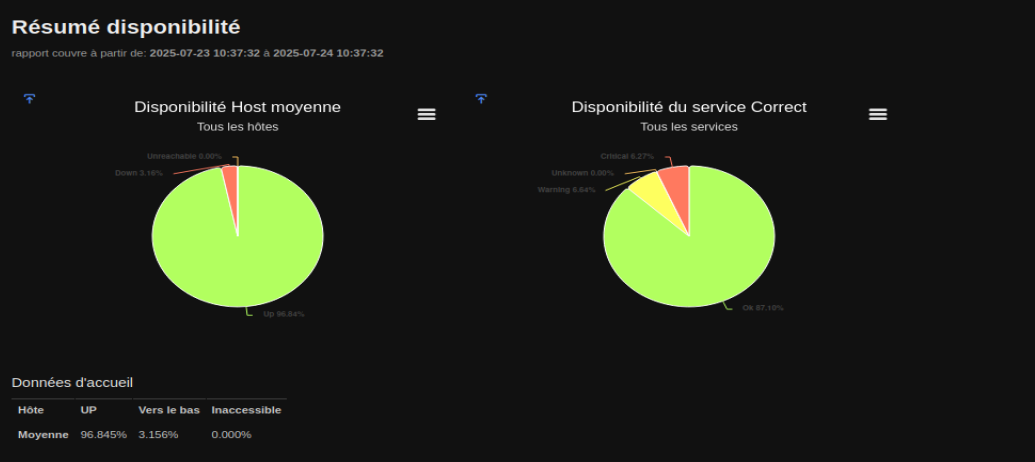 Résumé disponibilité
rapport couvre à partir de: 2025-07-23 10:37:32 à 2025-07-24 10:37:32
Disponibilité Host moyenne
Tous les hôtes
Unreachable 0.00%
Down 3.16%
Up 96.84%
Disponibilité du service Correct
Tous les services
Critical 6.27%
Unknown 0.00%
Warning 6.64%
Ok 87.10%
Données d'accueil
Hôte UP Vers le bas Inaccessible
Moyenne 96.845% 3.156% 0.000%